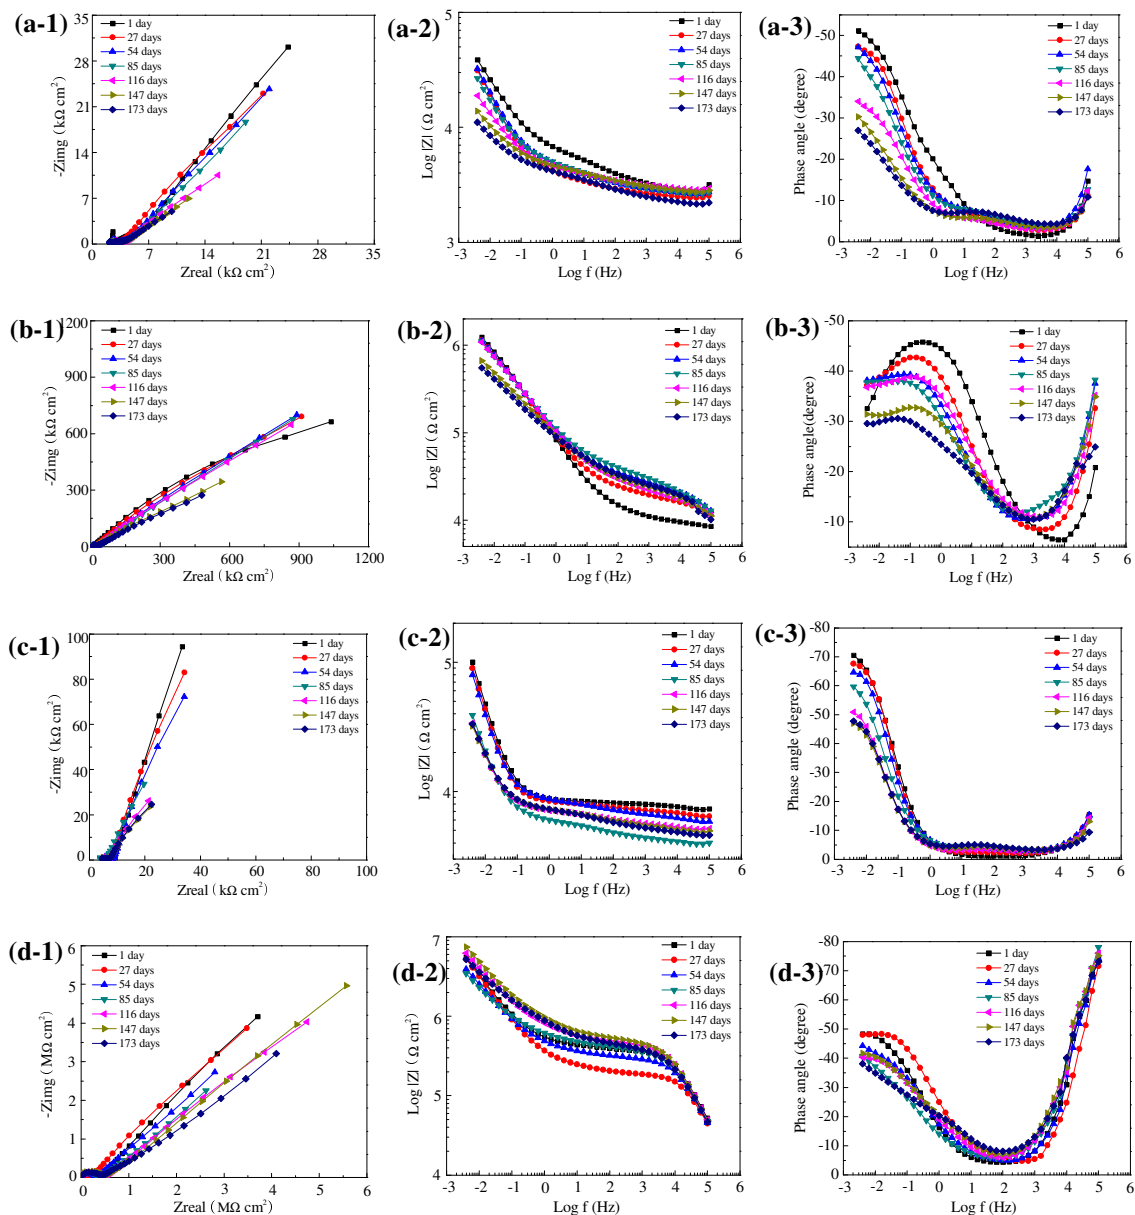 (a-1)
35
28
21
14
7
0
-Zimg (kΩ cm²)
1 day
27 days
54 days
85 days
116 days
147 days
173 days
0 7 14 21 28 35
Zreal (kΩ cm²)
(a-2)
5
4
3
Log |Z| (Ω cm²)
1 day
27 days
54 days
85 days
116 days
147 days
173 days
-3 -2 -1 0 1 2 3 4 5 6
Log f (Hz)
(a-3)
-50
-40
-30
-20
-10
0
Phase angle (degree)
1 day
27 days
54 days
85 days
116 days
147 days
173 days
-3 -2 -1 0 1 2 3 4 5 6
Log f (Hz)
(b-1)
1200
900
600
300
0
-Zimg (kΩ cm²)
1 day
27 days
54 days
85 days
116 days
147 days
173 days
0 300 600 900 1200
Zreal (kΩ cm²)
(b-2)
6
5
4
Log |Z| (Ω cm²)
1 day
27 days
54 days
85 days
116 days
147 days
173 days
-3 -2 -1 0 1 2 3 4 5 6
Log f (Hz)
(b-3)
-50
-40
-30
-20
-10
Phase angle(degree)
1 day
27 days
54 days
85 days
116 days
147 days
173 days
-3 -2 -1 0 1 2 3 4 5 6
Log f (Hz)
(c-1)
100
80
60
40
20
0
-Zimg (kΩ cm²)
1 day
27 days
54 days
85 days
116 days
147 days
173 days
0 20 40 60 80 100
Zreal (kΩ cm²)
(c-2)
5
4
Log |Z| (Ω cm²)
1 day
27 days
54 days
85 days
116 days
147 days
173 days
-3 -2 -1 0 1 2 3 4 5 6
Log f (Hz)
(c-3)
-80
-70
-60
-50
-40
-30
-20
-10
0
Phase angle (degree)
1 day
27 days
54 days
85 days
116 days
147 days
173 days
-3 -2 -1 0 1 2 3 4 5 6
Log f (Hz)
(d-1)
6
5
4
3
2
1
0
-Zimg (MΩ cm²)
1 day
27 days
54 days
85 days
116 days
147 days
173 days
0 1 2 3 4 5 6
Zreal (MΩ cm²)
(d-2)
7
6
5
4
Log |Z| (Ω cm²)
1 day
27 days
54 days
85 days
116 days
147 days
173 days
-3 -2 -1 0 1 2 3 4 5 6
Log f (Hz)
(d-3)
-80
-70
-60
-50
-40
-30
-20
-10
0
Phase angle (degree)
1 day
27 days
54 days
85 days
116 days
147 days
173 days
-3 -2 -1 0 1 2 3 4 5 6
Log f (Hz)